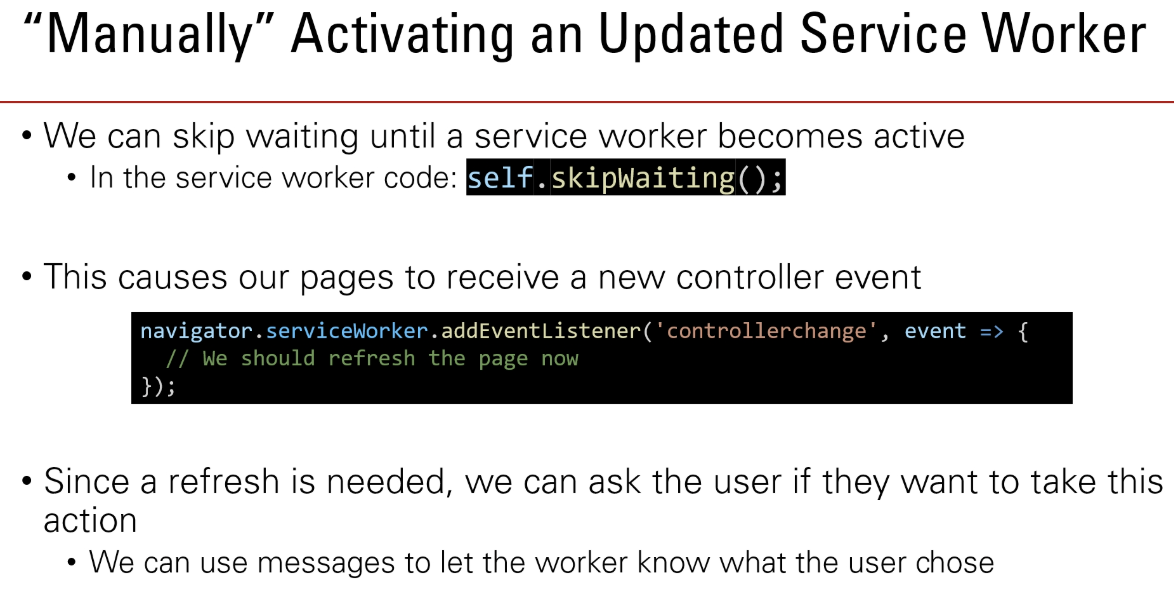 “Manually” Activating an Updated Service Worker
• We can skip waiting until a service worker becomes active
• In the service worker code: self.skipWaiting();
• This causes our pages to receive a new controller event
navigator.serviceWorker.addEventListener('controllerchange', event => {
// We should refresh the page now
});
• Since a refresh is needed, we can ask the user if they want to take this
action
• We can use messages to let the worker know what the user chose